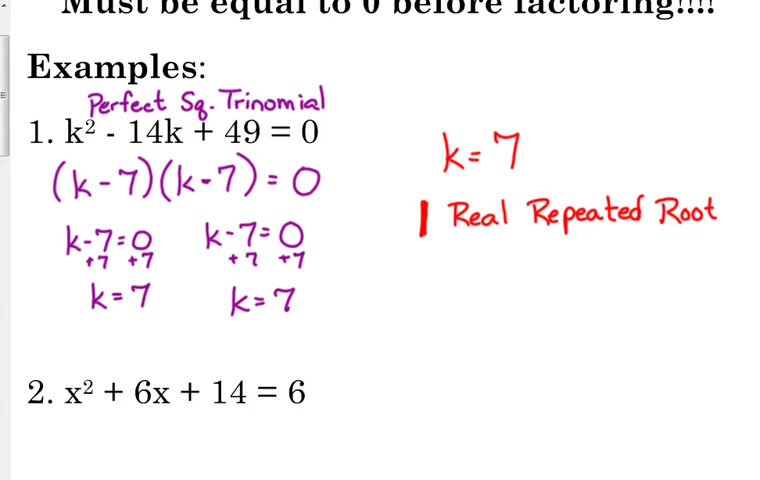 Must be equal to 0 before factoring!!!!
Examples:
Perfect Sq. Trinomial
1. k² - 14k + 49 = 0
(k-7)(k-7) = 0
k-7=0 k-7=0
+7 +7 +7 +7
k=7 k=7
k=7
1 Real Repeated Root
2. x² + 6x + 14 = 6